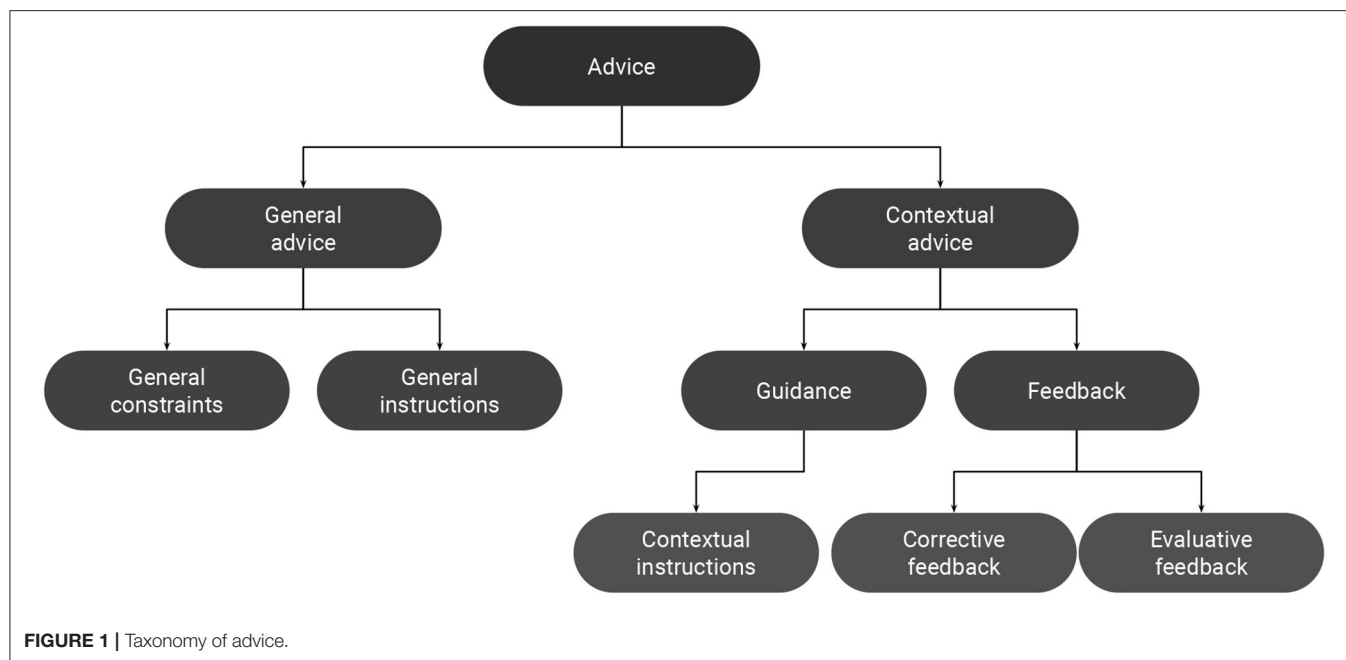 Advice
General
advice
Contextual
advice
General
constraints
General
instructions
Guidance
Feedback
Contextual
instructions
Corrective
feedback
Evaluative
feedback
FIGURE 1 | Taxonomy of advice.